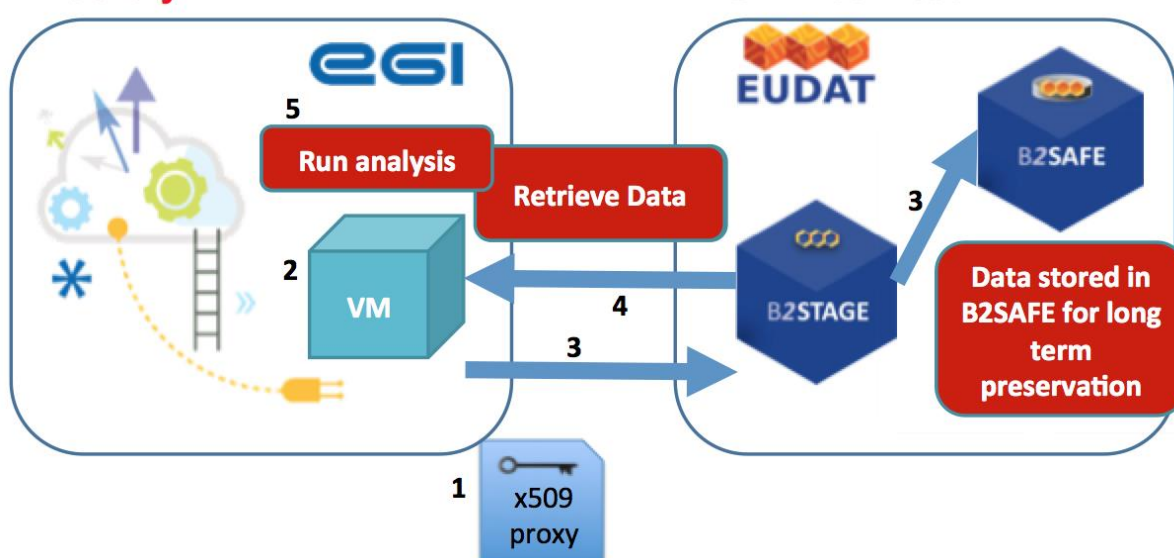 egi
EUDAT
5
Run analysis
Retrieve Data
B2SAFE
3
2
VM
4
B2STAGE
3
Data stored in
B2SAFE for long
term
preservation
1
x509
proxy